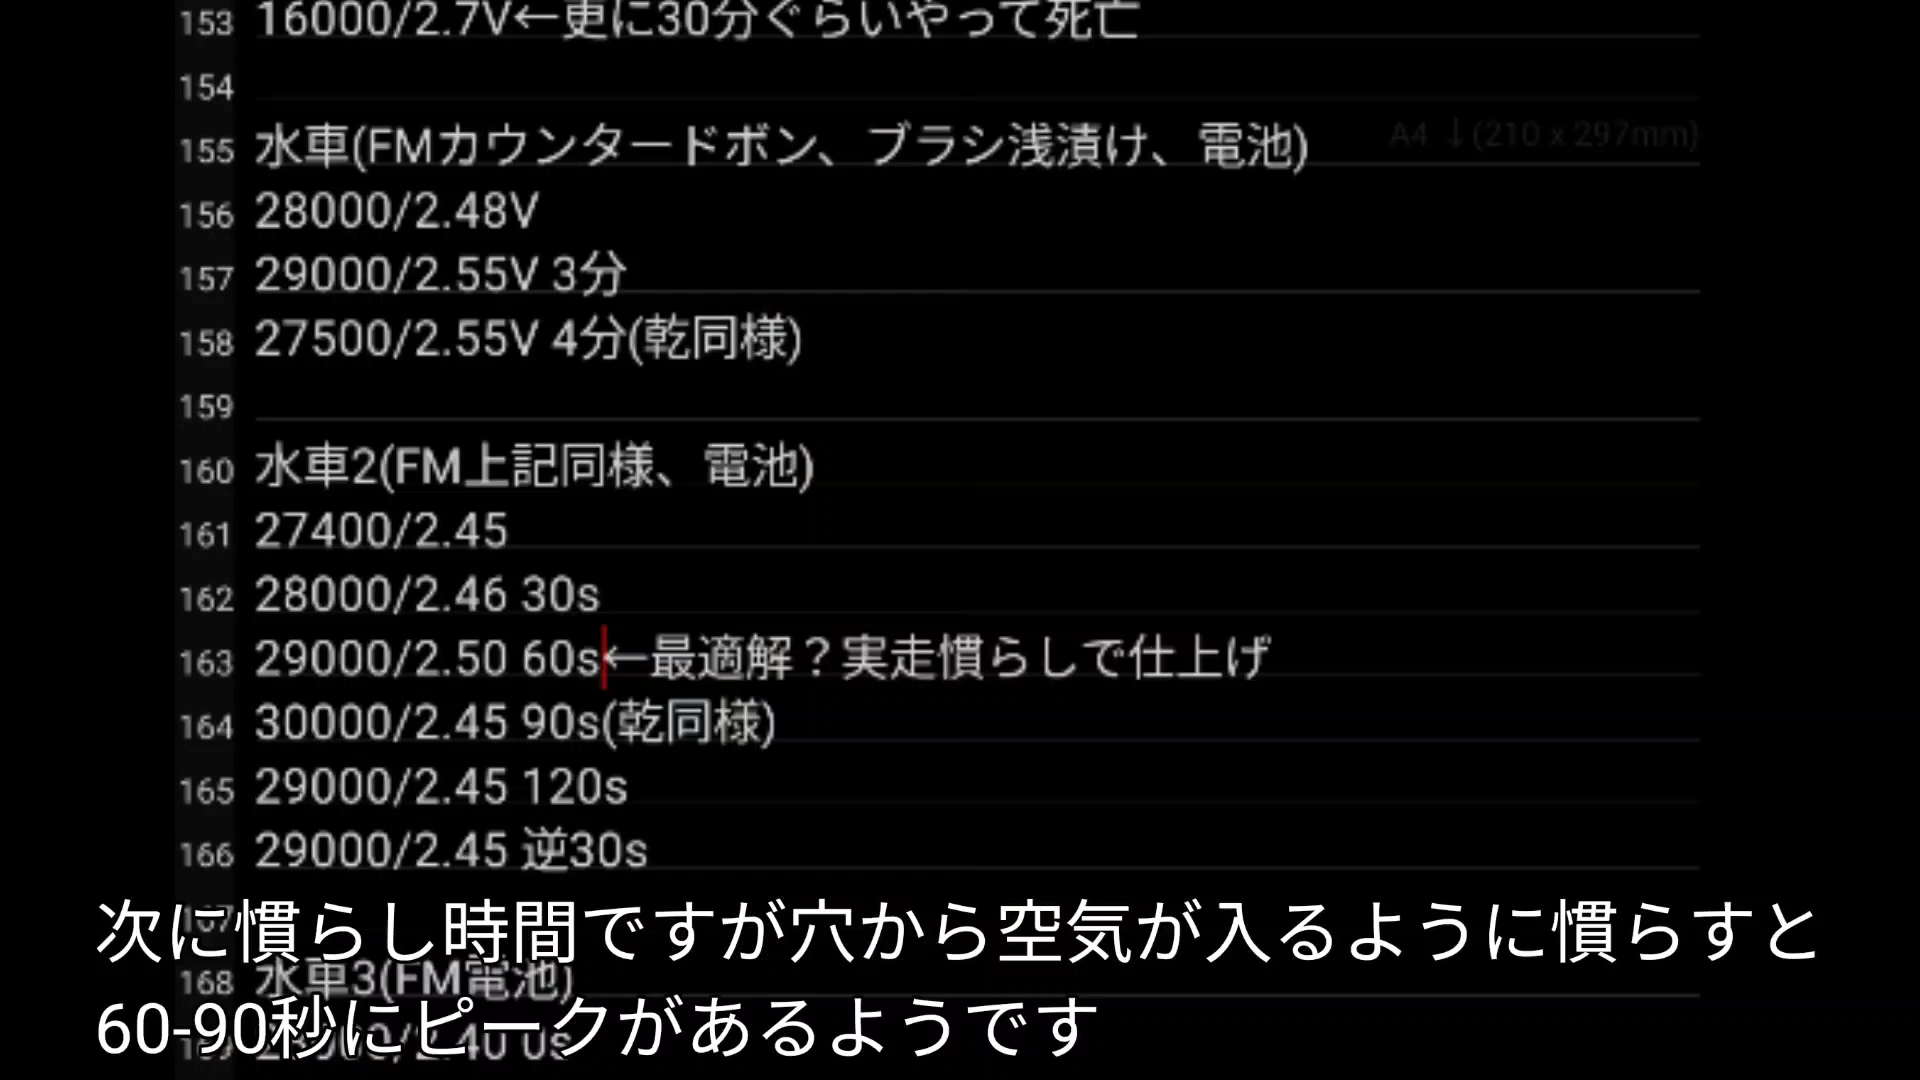 153 16000/2.7V←更に30分ぐらいやって死亡
154
155 水車(FMカウンタードボン、ブラシ浅漬け、電池)
A4 ↓(210 x 297mm)
156 28000/2.48V
157 29000/2.55V 3分
158 27500/2.55V 4分(乾同様)
159
160 水車2(FM上記同様、電池)
161 27400/2.45
162 28000/2.46 30s
163 29000/2.50 60s←最適解？実走慣らしで仕上げ
164 30000/2.45 90s(乾同様)
165 29000/2.45 120s
166 29000/2.45 逆30s
167
168 水車3(FM電池)
次に慣らし時間ですが穴から空気が入るように慣らすと
60-90秒にピークがあるようです